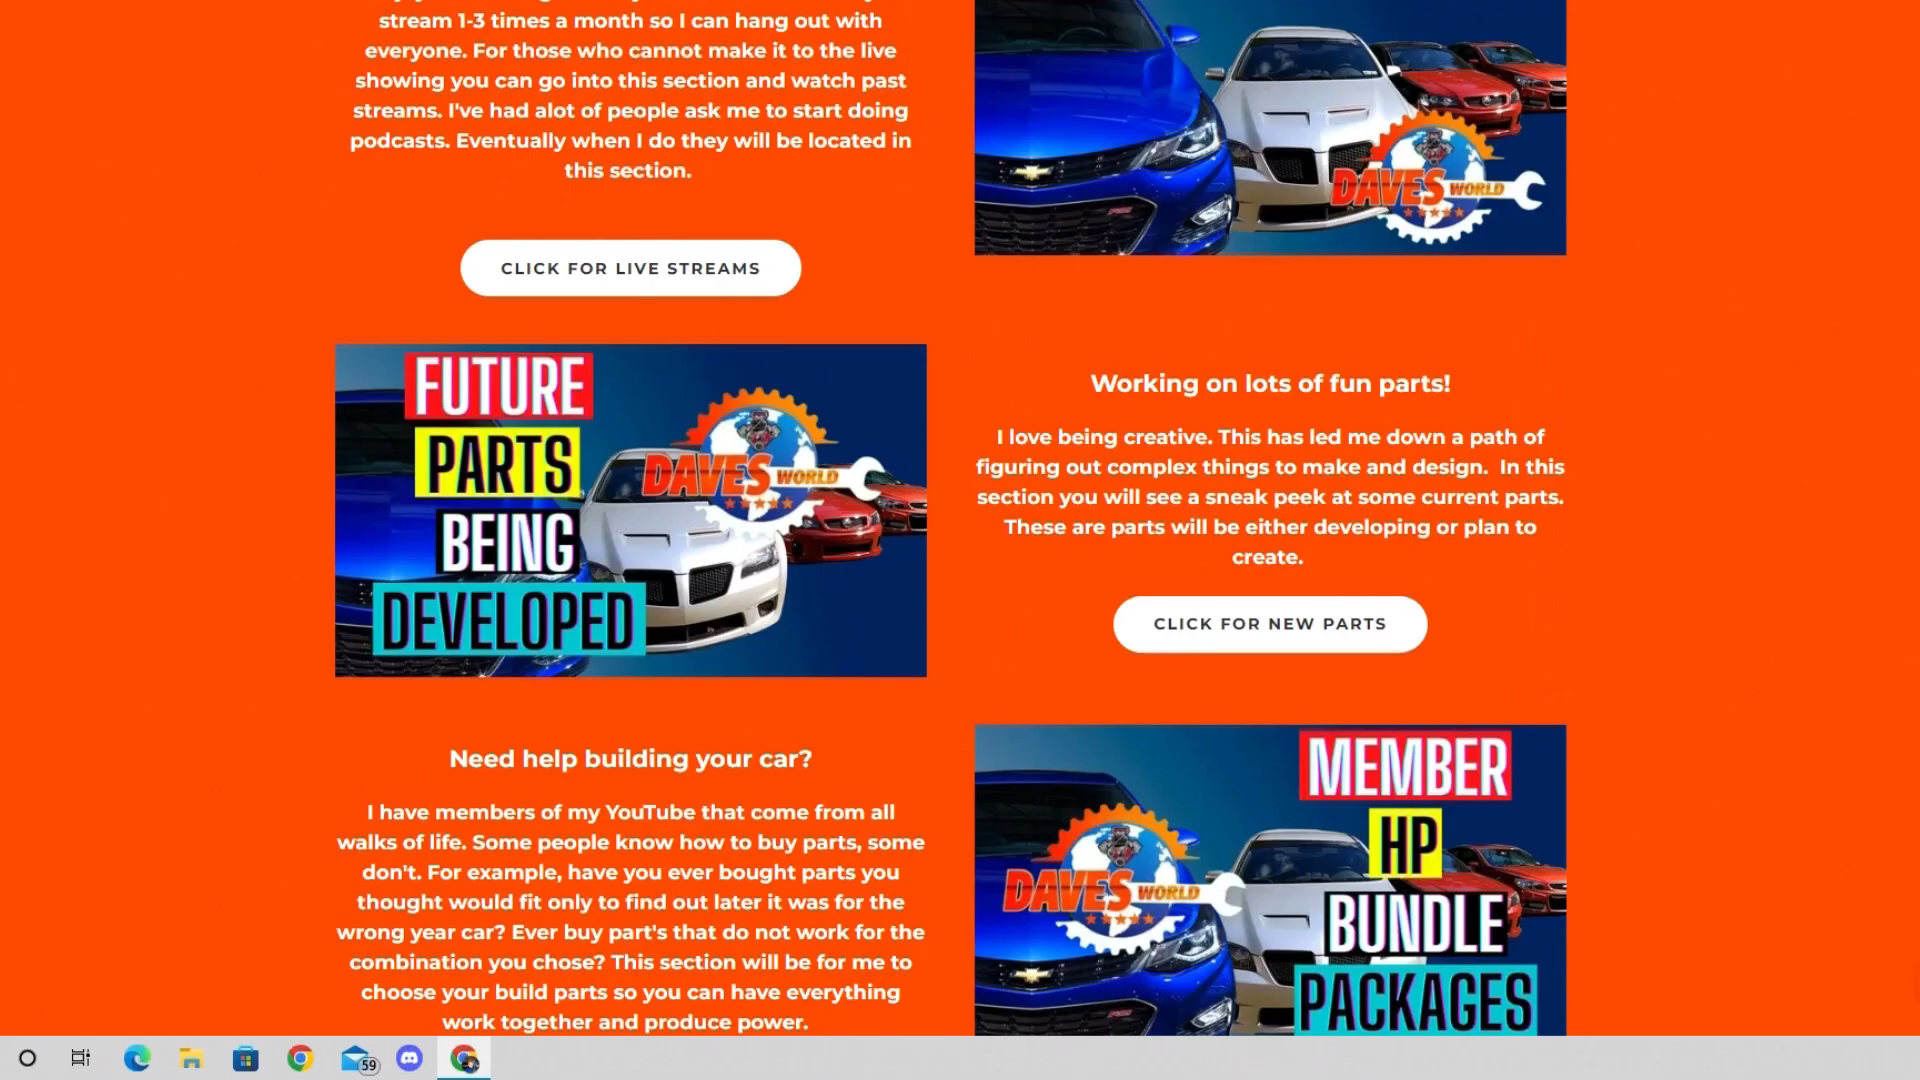 stream 1-3 times a month so I can hang out with
everyone. For those who cannot make it to the live
showing you can go into this section and watch past
streams. I've had alot of people ask me to start doing
podcasts. Eventually when I do they will be located in
this section.
CLICK FOR LIVE STREAMS
DAVES WORLD
FUTURE
PARTS
BEING
DEVELOPED
DAVES WORLD
Working on lots of fun parts!
I love being creative. This has led me down a path of
figuring out complex things to make and design. In this
section you will see a sneak peek at some current parts.
These are parts will be either developing or plan to
create.
CLICK FOR NEW PARTS
Need help building your car?
I have members of my YouTube that come from all
walks of life. Some people know how to buy parts, some
don't. For example, have you ever bought parts you
thought would fit only to find out later it was for the
wrong year car? Ever buy part's that do not work for the
combination you chose? This section will be for me to
choose your build parts so you can have everything
work together and produce power.
DAVES WORLD
MEMBER
HP
BUNDLE
PACKAGES
59